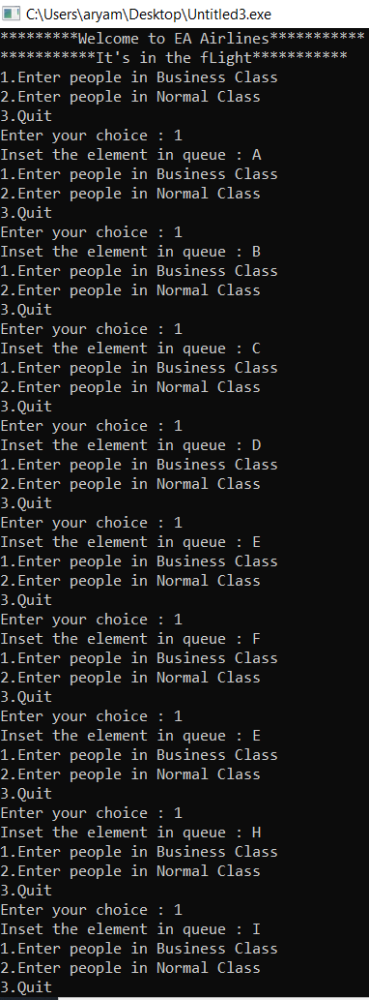 C:\Users\aryam\Desktop\Untitled3.exe
*********Welcome to EA Airlines***********
***********It's in the fLight***********
1.Enter people in Business Class
2.Enter people in Normal Class
3.Quit
Enter your choice : 1
Inset the element in queue : A
1.Enter people in Business Class
2.Enter people in Normal Class
3.Quit
Enter your choice : 1
Inset the element in queue : B
1.Enter people in Business Class
2.Enter people in Normal Class
3.Quit
Enter your choice : 1
Inset the element in queue : C
1.Enter people in Business Class
2.Enter people in Normal Class
3.Quit
Enter your choice : 1
Inset the element in queue : D
1.Enter people in Business Class
2.Enter people in Normal Class
3.Quit
Enter your choice : 1
Inset the element in queue : E
1.Enter people in Business Class
2.Enter people in Normal Class
3.Quit
Enter your choice : 1
Inset the element in queue : F
1.Enter people in Business Class
2.Enter people in Normal Class
3.Quit
Enter your choice : 1
Inset the element in queue : E
1.Enter people in Business Class
2.Enter people in Normal Class
3.Quit
Enter your choice : 1
Inset the element in queue : H
1.Enter people in Business Class
2.Enter people in Normal Class
3.Quit
Enter your choice : 1
Inset the element in queue : I
1.Enter people in Business Class
2.Enter people in Normal Class
3.Quit